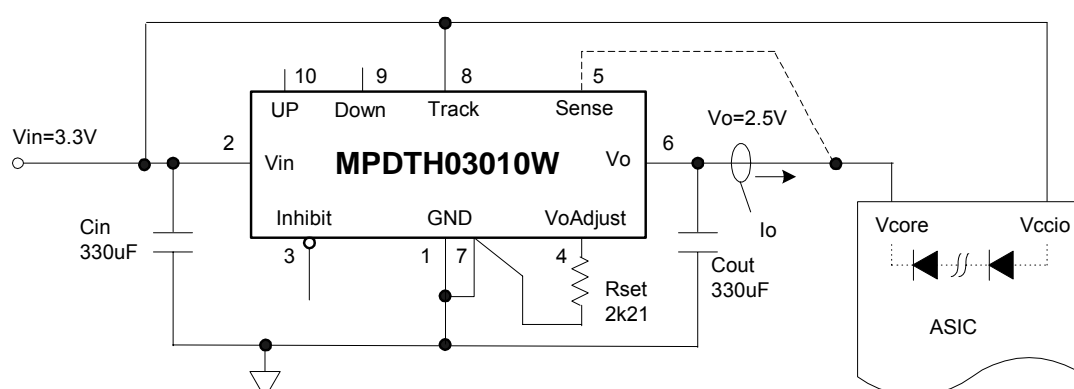 10 9 8 5
UP Down Track Sense
Vin=3.3V
Vo=2.5V
2 6
Vin MPDTH03010W Vo
Inhibit GND VoAdjust
Io
Vcore Vccio
Cin
330uF
3 1 7 4
Cout
330uF
Rset
2k21
ASIC